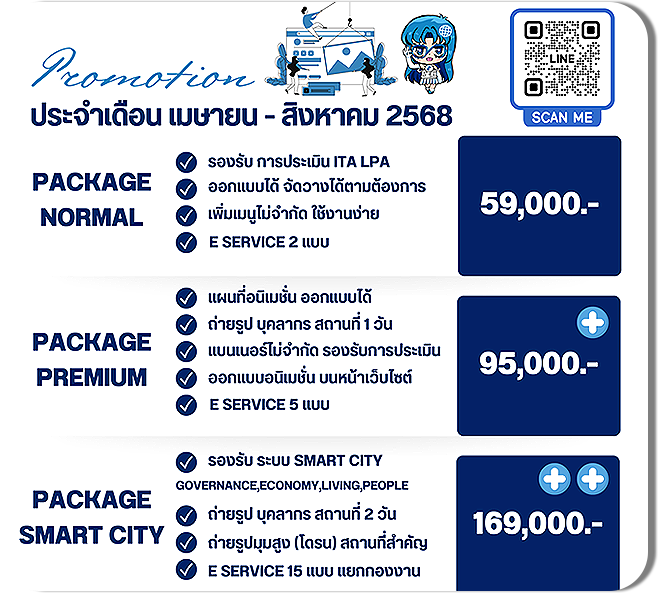 Promotion
ประจำเดือน เมษายน - สิงหาคม 2568
LINE
SCAN ME
PACKAGE
NORMAL
รองรับ การประเมิน ITA LPA
ออกแบบได้ จัดวางได้ตามต้องการ
เพิ่มเมนูไม่จำกัด ใช้งานง่าย
E SERVICE 2 แบบ
59,000.-
PACKAGE
PREMIUM
แผนที่อนิเมชั่น ออกแบบได้
ถ่ายรูป บุคลากร สถานที่ 1 วัน
แบนเนอร์ไม่จำกัด รองรับการประเมิน
ออกแบบอนิเมชั่น บนหน้าเว็บไซต์
E SERVICE 5 แบบ
95,000.-
PACKAGE
SMART CITY
รองรับ ระบบ SMART CITY
GOVERNANCE,ECONOMY,LIVING,PEOPLE
ถ่ายรูป บุคลากร สถานที่ 2 วัน
ถ่ายรูปมุมสูง (โดรน) สถานที่สำคัญ
E SERVICE 15 แบบ แยกกองงาน
169,000.-